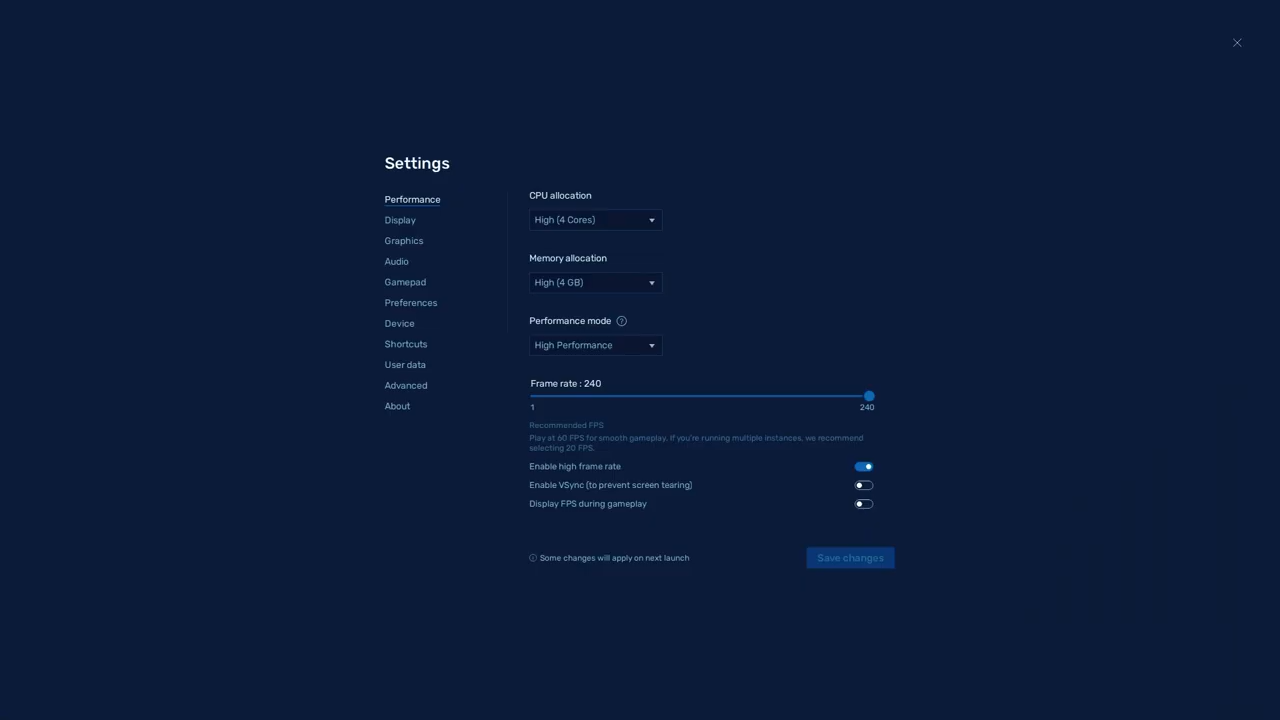 Settings
Performance
Display
Graphics
Audio
Gamepad
Preferences
Device
Shortcuts
User data
Advanced
About
CPU allocation
High (4 Cores)
Memory allocation
High (4 GB)
Performance mode ?
High Performance
Frame rate : 240
1 240
Recommended FPS
Play at 60 FPS for smooth gameplay. If you're running multiple instances, we recommend
selecting 20 FPS.
Enable high frame rate
Enable VSync (to prevent screen tearing)
Display FPS during gameplay
Some changes will apply on next launch
Save changes